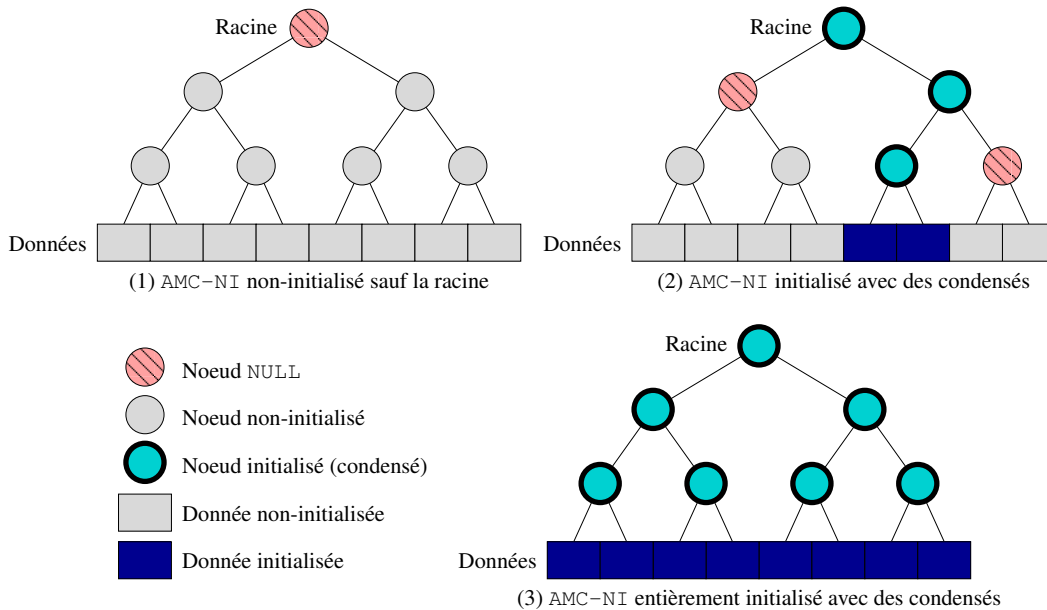 Racine
Données
(1) AMC-NI non-initialisé sauf la racine
Racine
Données
(2) AMC-NI initialisé avec des condensés
Noeud NULL
Noeud non-initialisé
Noeud initialisé (condensé)
Donnée non-initialisée
Donnée initialisée
Racine
Données
(3) AMC-NI entièrement initialisé avec des condensés